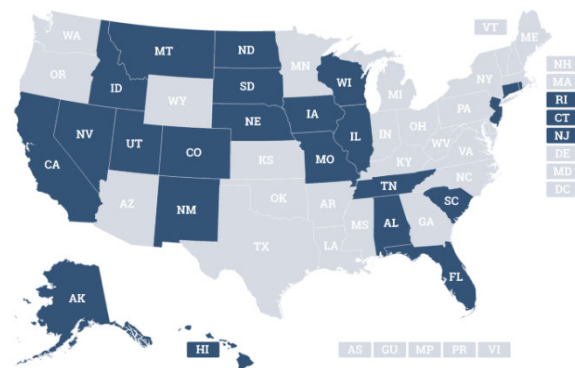 WA
MT
ND
MN
VT
ME
OR
ID
SD
WI
MI
NY
NH
MA
WY
IA
PA
RI
NV
NE
IL
IN
OH
CT
CA
UT
CO
MO
WV
VA
NJ
KS
KY
DE
NC
MD
AZ
NM
OK
AR
TN
SC
DC
MS
AL
GA
TX
LA
FL
AK
HI
AS
GU
MP
PR
VI